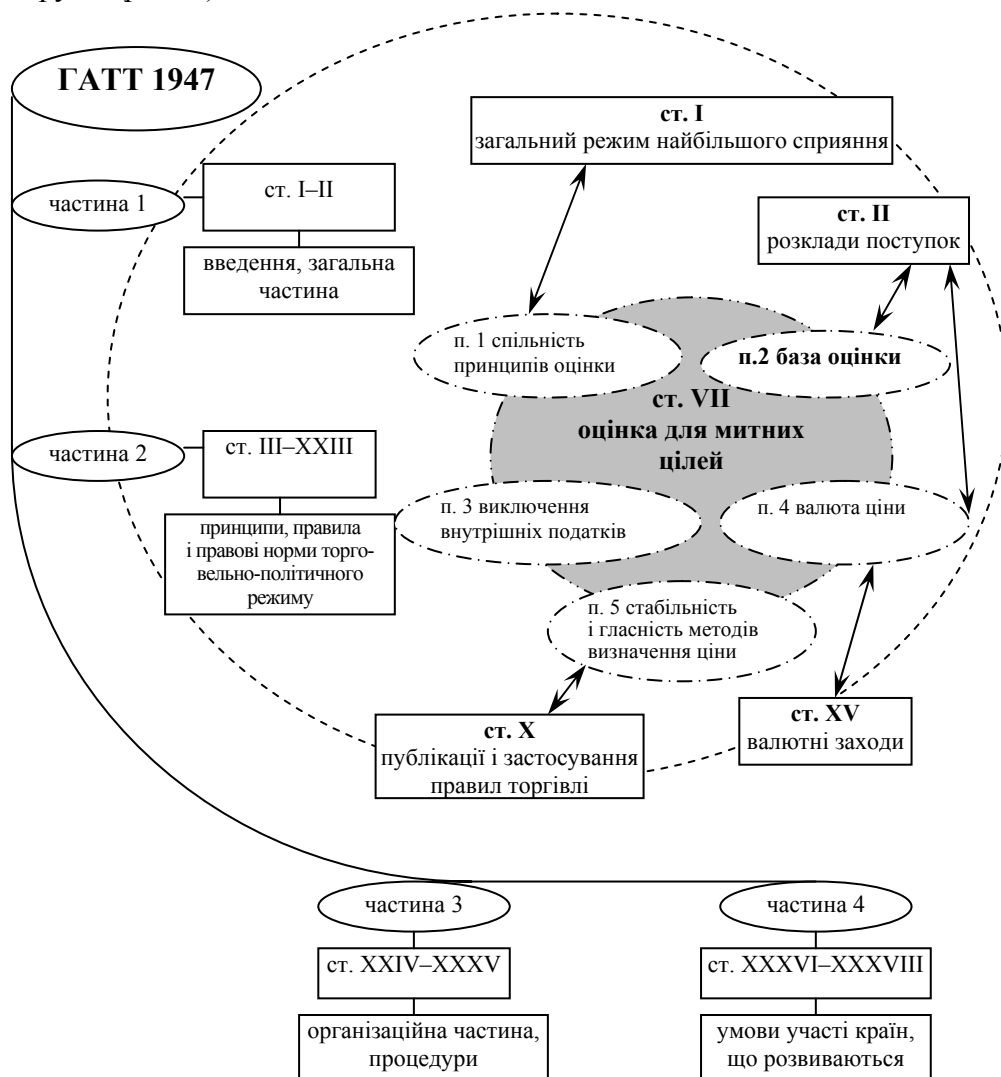 ГАТТ 1947
ст. I
загальний режим найбільшого сприяння
частина 1
ст. I–II
введення, загальна
частина
ст. II
розклади поступок
п. 1 спільність
принципів оцінки
п.2 база оцінки
ст. VII
оцінка для митних
цілей
частина 2
ст. III–XXIII
принципи, правила
і правові норми торго-
вельно-політичного
режиму
п. 3 виключення
внутрішніх податків
п. 4 валюта ціни
п. 5 стабільність
і гласність методів
визначення ціни
ст. X
публікації і застосування
правил торгівлі
ст. XV
валютні заходи
частина 3
ст. XXIV–XXXV
організаційна частина,
процедури
частина 4
ст. XXXVI–XXXVIII
умови участі країн,
що розвиваються